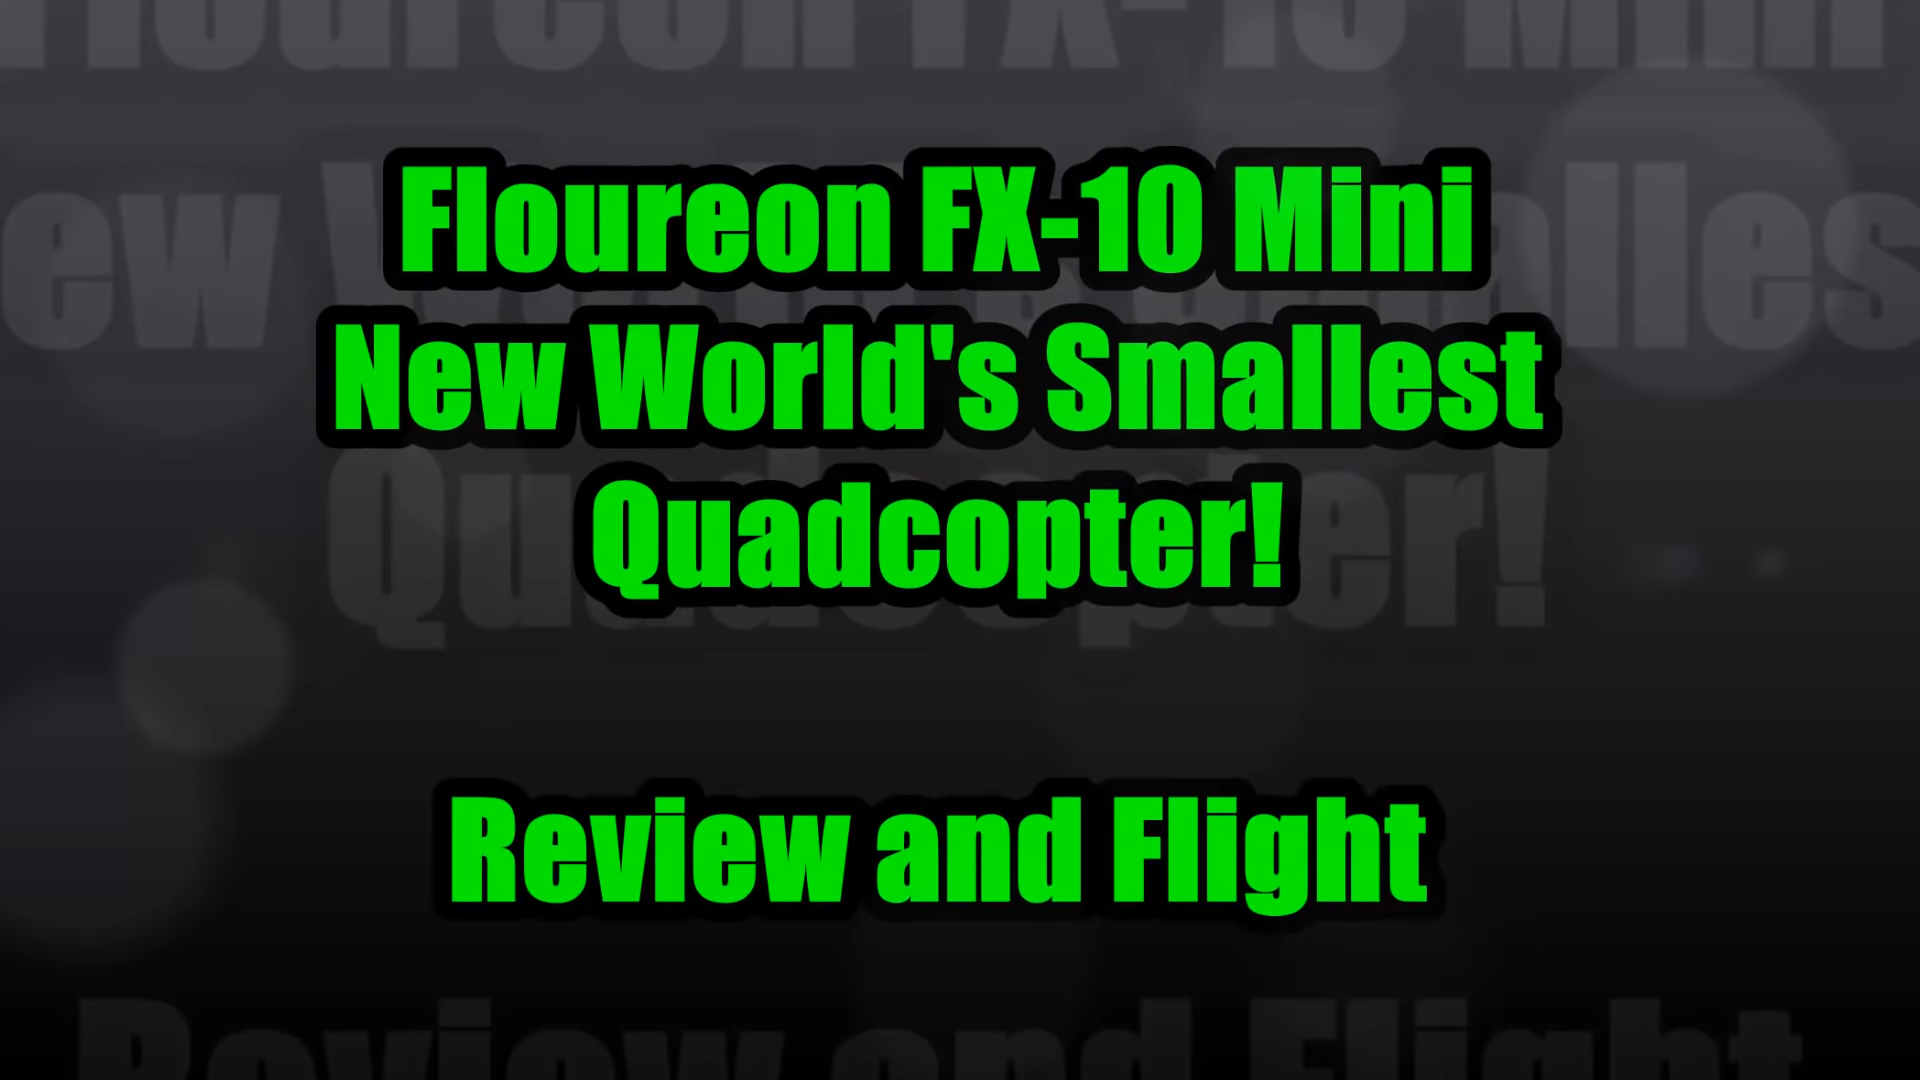 Floureon FX-10 Mini
New World's Smallest
Quadcopter!
Review and Flight